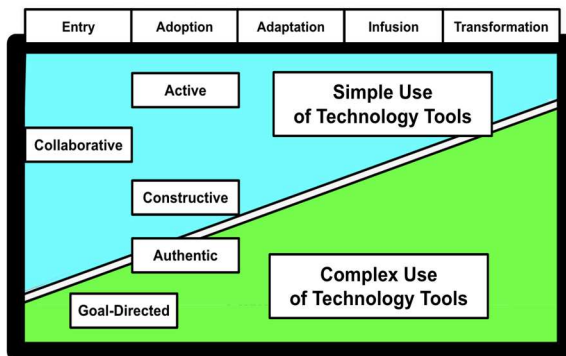 Entry
Adoption
Adaptation
Infusion
Transformation
Active
Simple Use
of Technology Tools
Collaborative
Constructive
Authentic
Complex Use
of Technology Tools
Goal-Directed